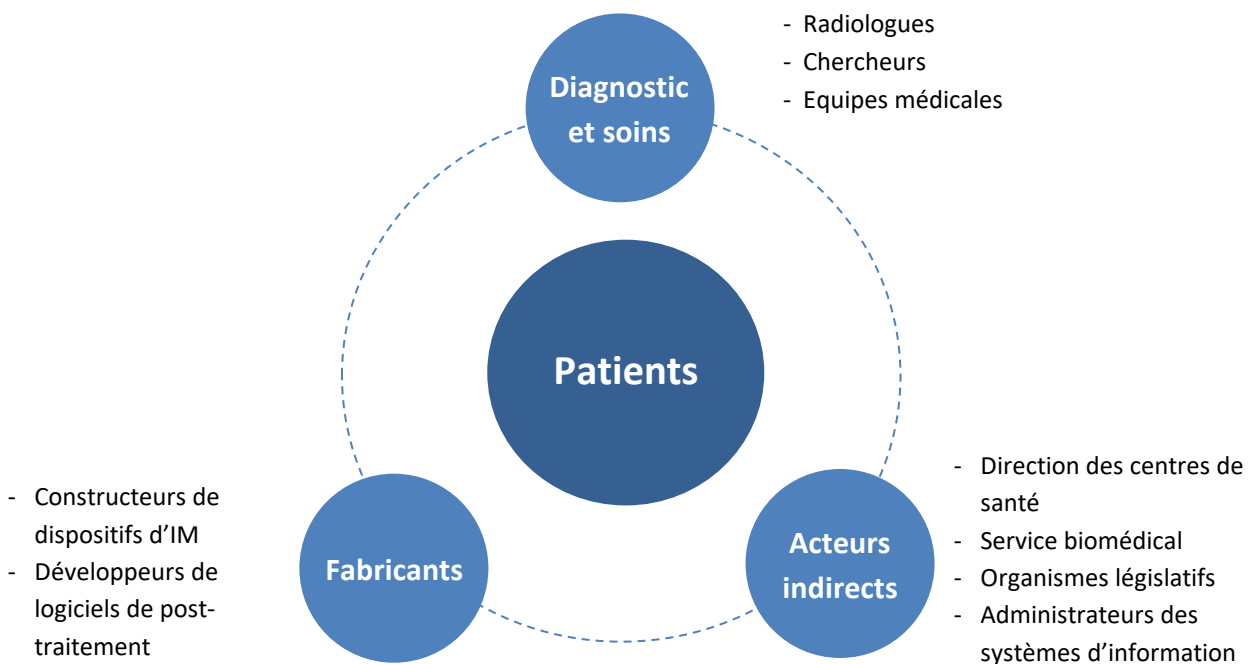 Diagnostic
et soins
- Radiologues
- Chercheurs
- Equipes médicales
Patients
- Constructeurs de
dispositifs d’IM
- Développeurs de
logiciels de post-
traitement
Fabricants
Acteurs
indirects
- Direction des centres de
santé
- Service biomédical
- Organismes législatifs
- Administrateurs des
systèmes d’information